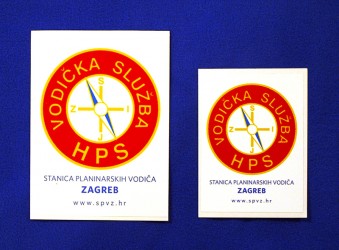 VODIČKA SLUŽBA
HPS
S
Z I
J
STANICA PLANINARSKIH VODIČA
ZAGREB
www.spvz.hr
VODIČKA SLUŽBA
HPS
S
Z I
J
STANICA PLANINARSKIH VODIČA
ZAGREB
www.spvz.hr